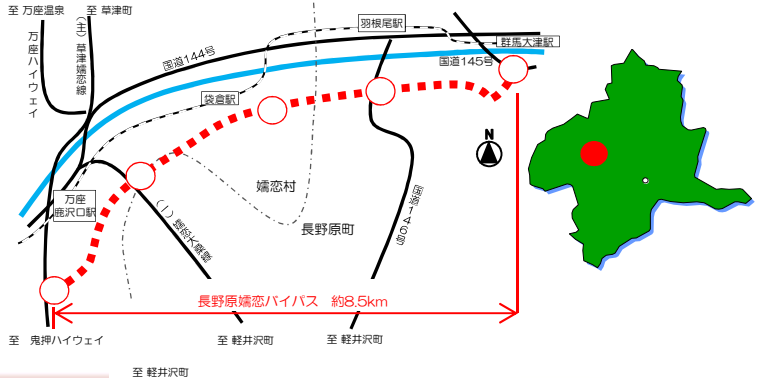 至 万座温泉
至 草津町
万座ハイウェイ
(主)草津嬬恋線
国道144号
羽根尾駅
群馬大津駅
国道145号
袋倉駅
N
嬬恋村
万座
鹿沢口駅
長野原町
国道146号
(一)嬬恋大桑線
長野原嬬恋バイパス 約8.5km
至 鬼押ハイウェイ
至 軽井沢町
至 軽井沢町
至 軽井沢町